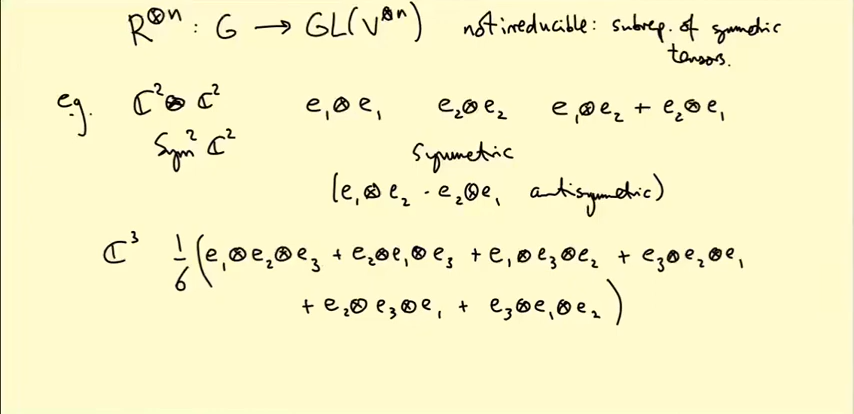 R^⊗n : G → GL(V^⊗n) not irreducible: subrep. of symmetric
tensors.
e.g. ℂ² ⊗ ℂ² e₁⊗e₁ e₂⊗e₂ e₁⊗e₂ + e₂⊗e₁
Sym² ℂ² symmetric
(e₁⊗e₂ - e₂⊗e₁ antisymmetric)
ℂ³ 1/6 (e₁⊗e₂⊗e₃ + e₂⊗e₁⊗e₃ + e₁⊗e₃⊗e₂ + e₃⊗e₂⊗e₁
+ e₂⊗e₃⊗e₁ + e₃⊗e₁⊗e₂)